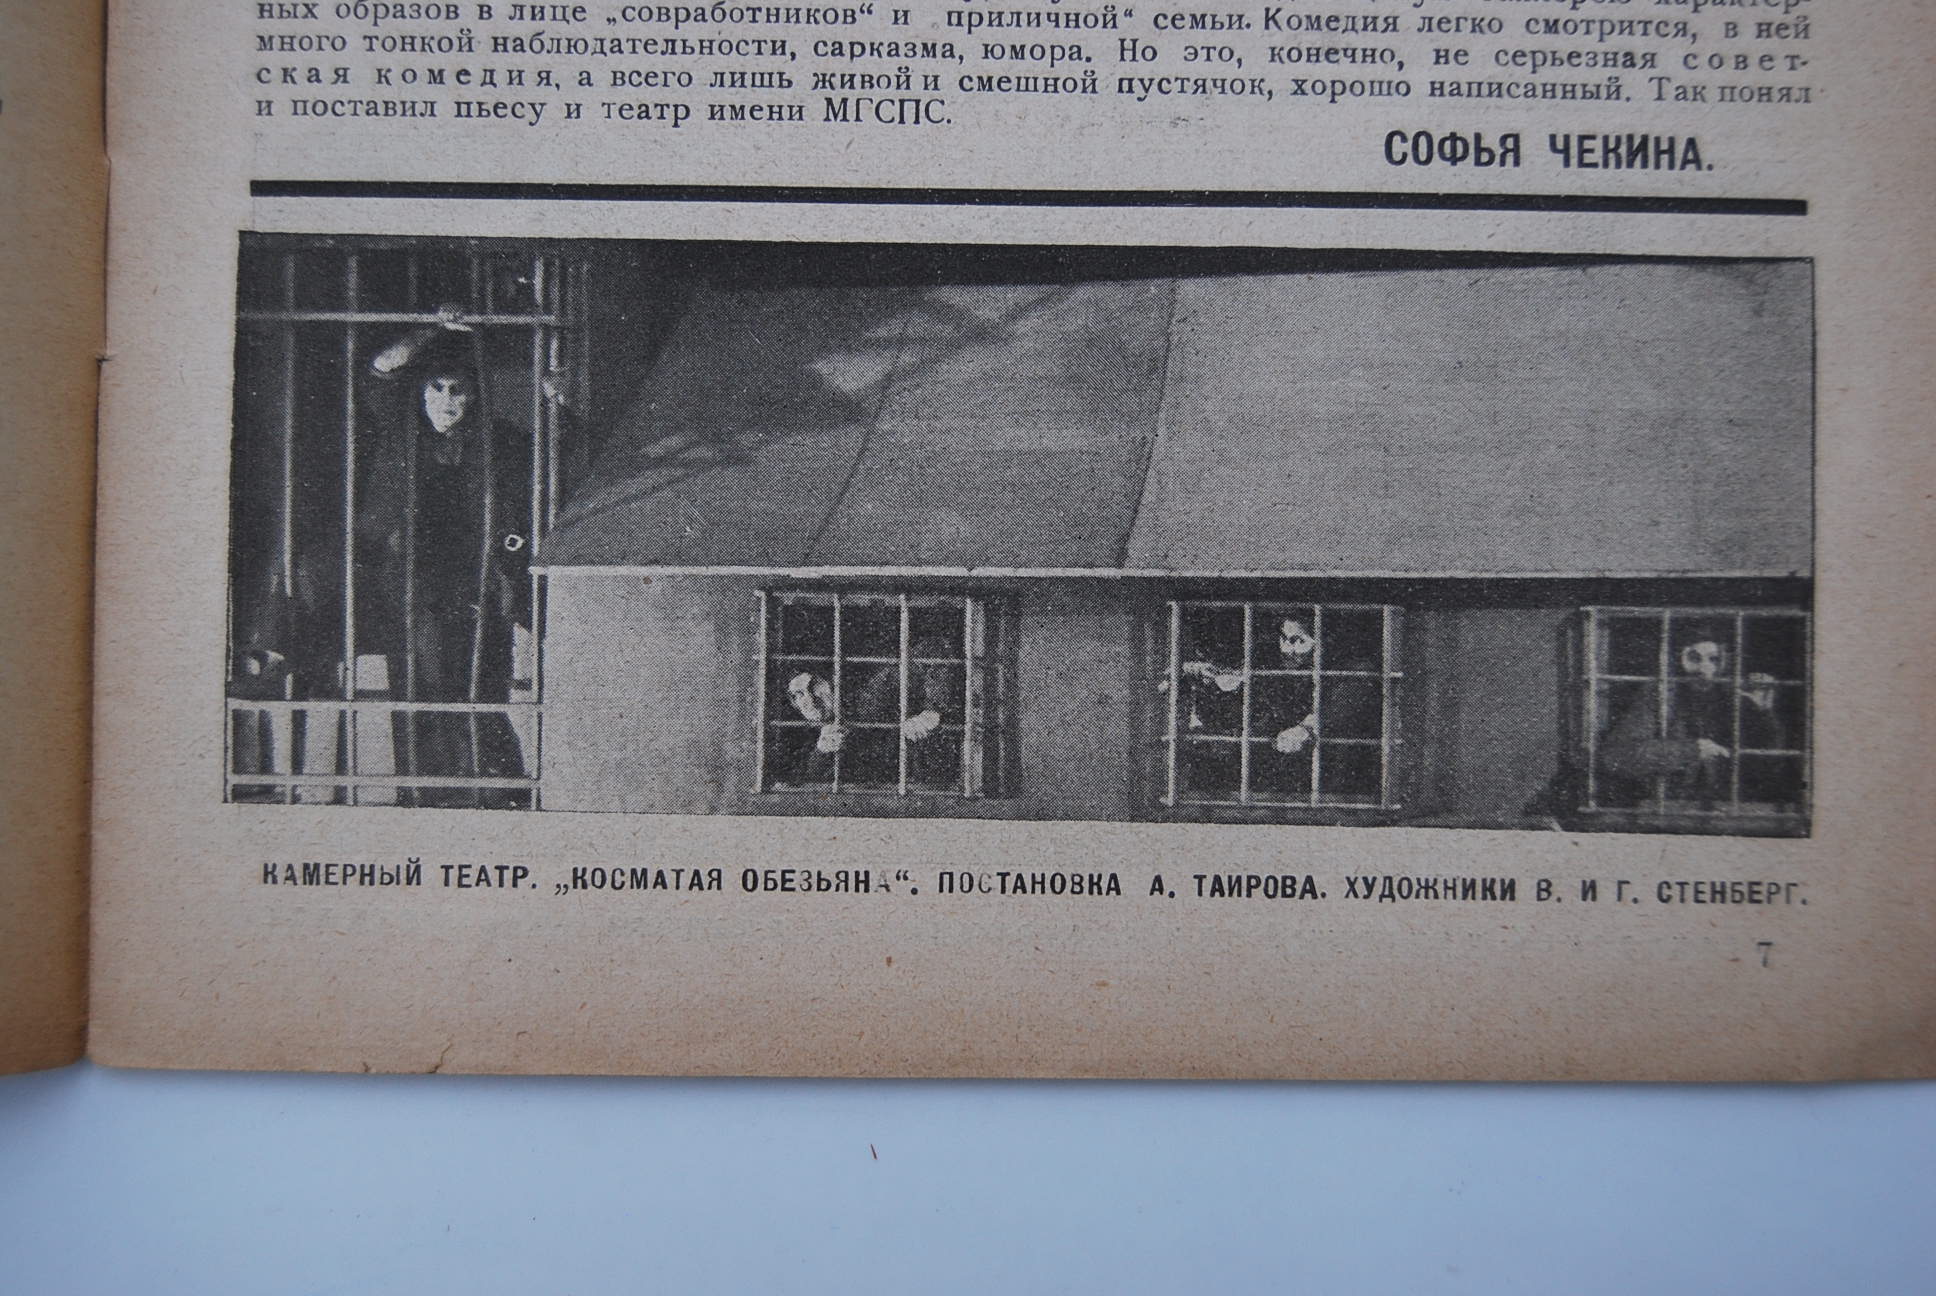 ных образов в лице „совработников“ и приличной“ семьи. Комедия легко смотрится, в ней
много тонкой наблюдательности, сарказма, юмора. Но это, конечно, не серьезная совет-
ская комедия, а всего лишь живой и смешной пустячок, хорошо написанный. Так понял
и поставил пьесу и театр имени МГСПС.
СОФЬЯ ЧЕКИНА.
КАМЕРНЫЙ ТЕАТР. „КОСМАТАЯ ОБЕЗЬЯНА“. ПОСТАНОВКА А. ТАИРОВА. ХУДОЖНИКИ В. И Г. СТЕНБЕРГ.
7